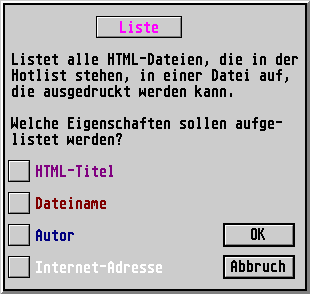 Liste
Listet alle HTML-Dateien, die in der
Hotlist stehen, in einer Datei auf,
die ausgedruckt werden kann.
Welche Eigenschaften sollen aufge-
listet werden?
HTML-Titel
Dateiname
Autor
OK
Internet-Adresse
Abbruch